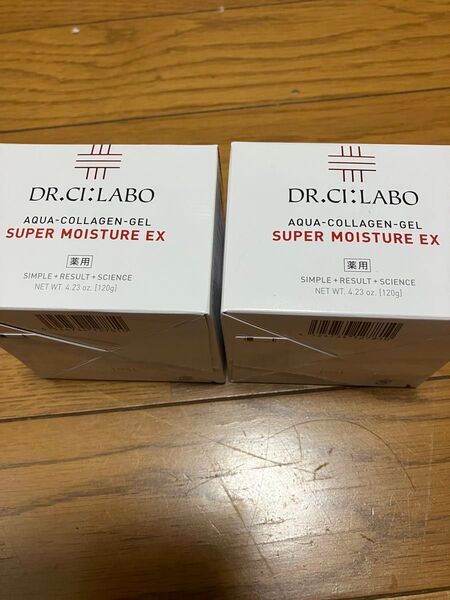 DR.CI:LABO
AQUA-COLLAGEN-GEL
SUPER MOISTURE EX
薬用
SIMPLE+RESULT+SCIENCE
NET WT. 4.23 oz. [120g]
DR.CI:LABO
AQUA-COLLAGEN-GEL
SUPER MOISTURE EX
薬用
SIMPLE+RESULT+SCIENCE
NET WT. 4.23 oz. [120g]